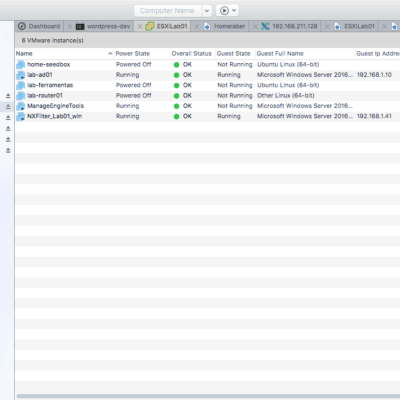 Computer Name
Dashboard wordpress-dev ESXiLab01 Homelaber 192.168.211.128 ESXiLab01
6 VMware instance(s)
Name Power State Overall Status Guest State Guest Full Name Guest Ip Addre
home-seedbox Powered Off OK Not Running Ubuntu Linux (64-bit)
lab-ad01 Running OK Running Microsoft Windows Server 2016... 192.168.1.10
lab-ferramentas Powered Off OK Not Running Ubuntu Linux (64-bit)
lab-router01 Powered Off OK Not Running Other Linux (64-bit)
ManageEngineTools Running OK Not Running Microsoft Windows Server 2016...
NXFilter_Lab01_win Running OK Running Microsoft Windows Server 2016... 192.168.1.41